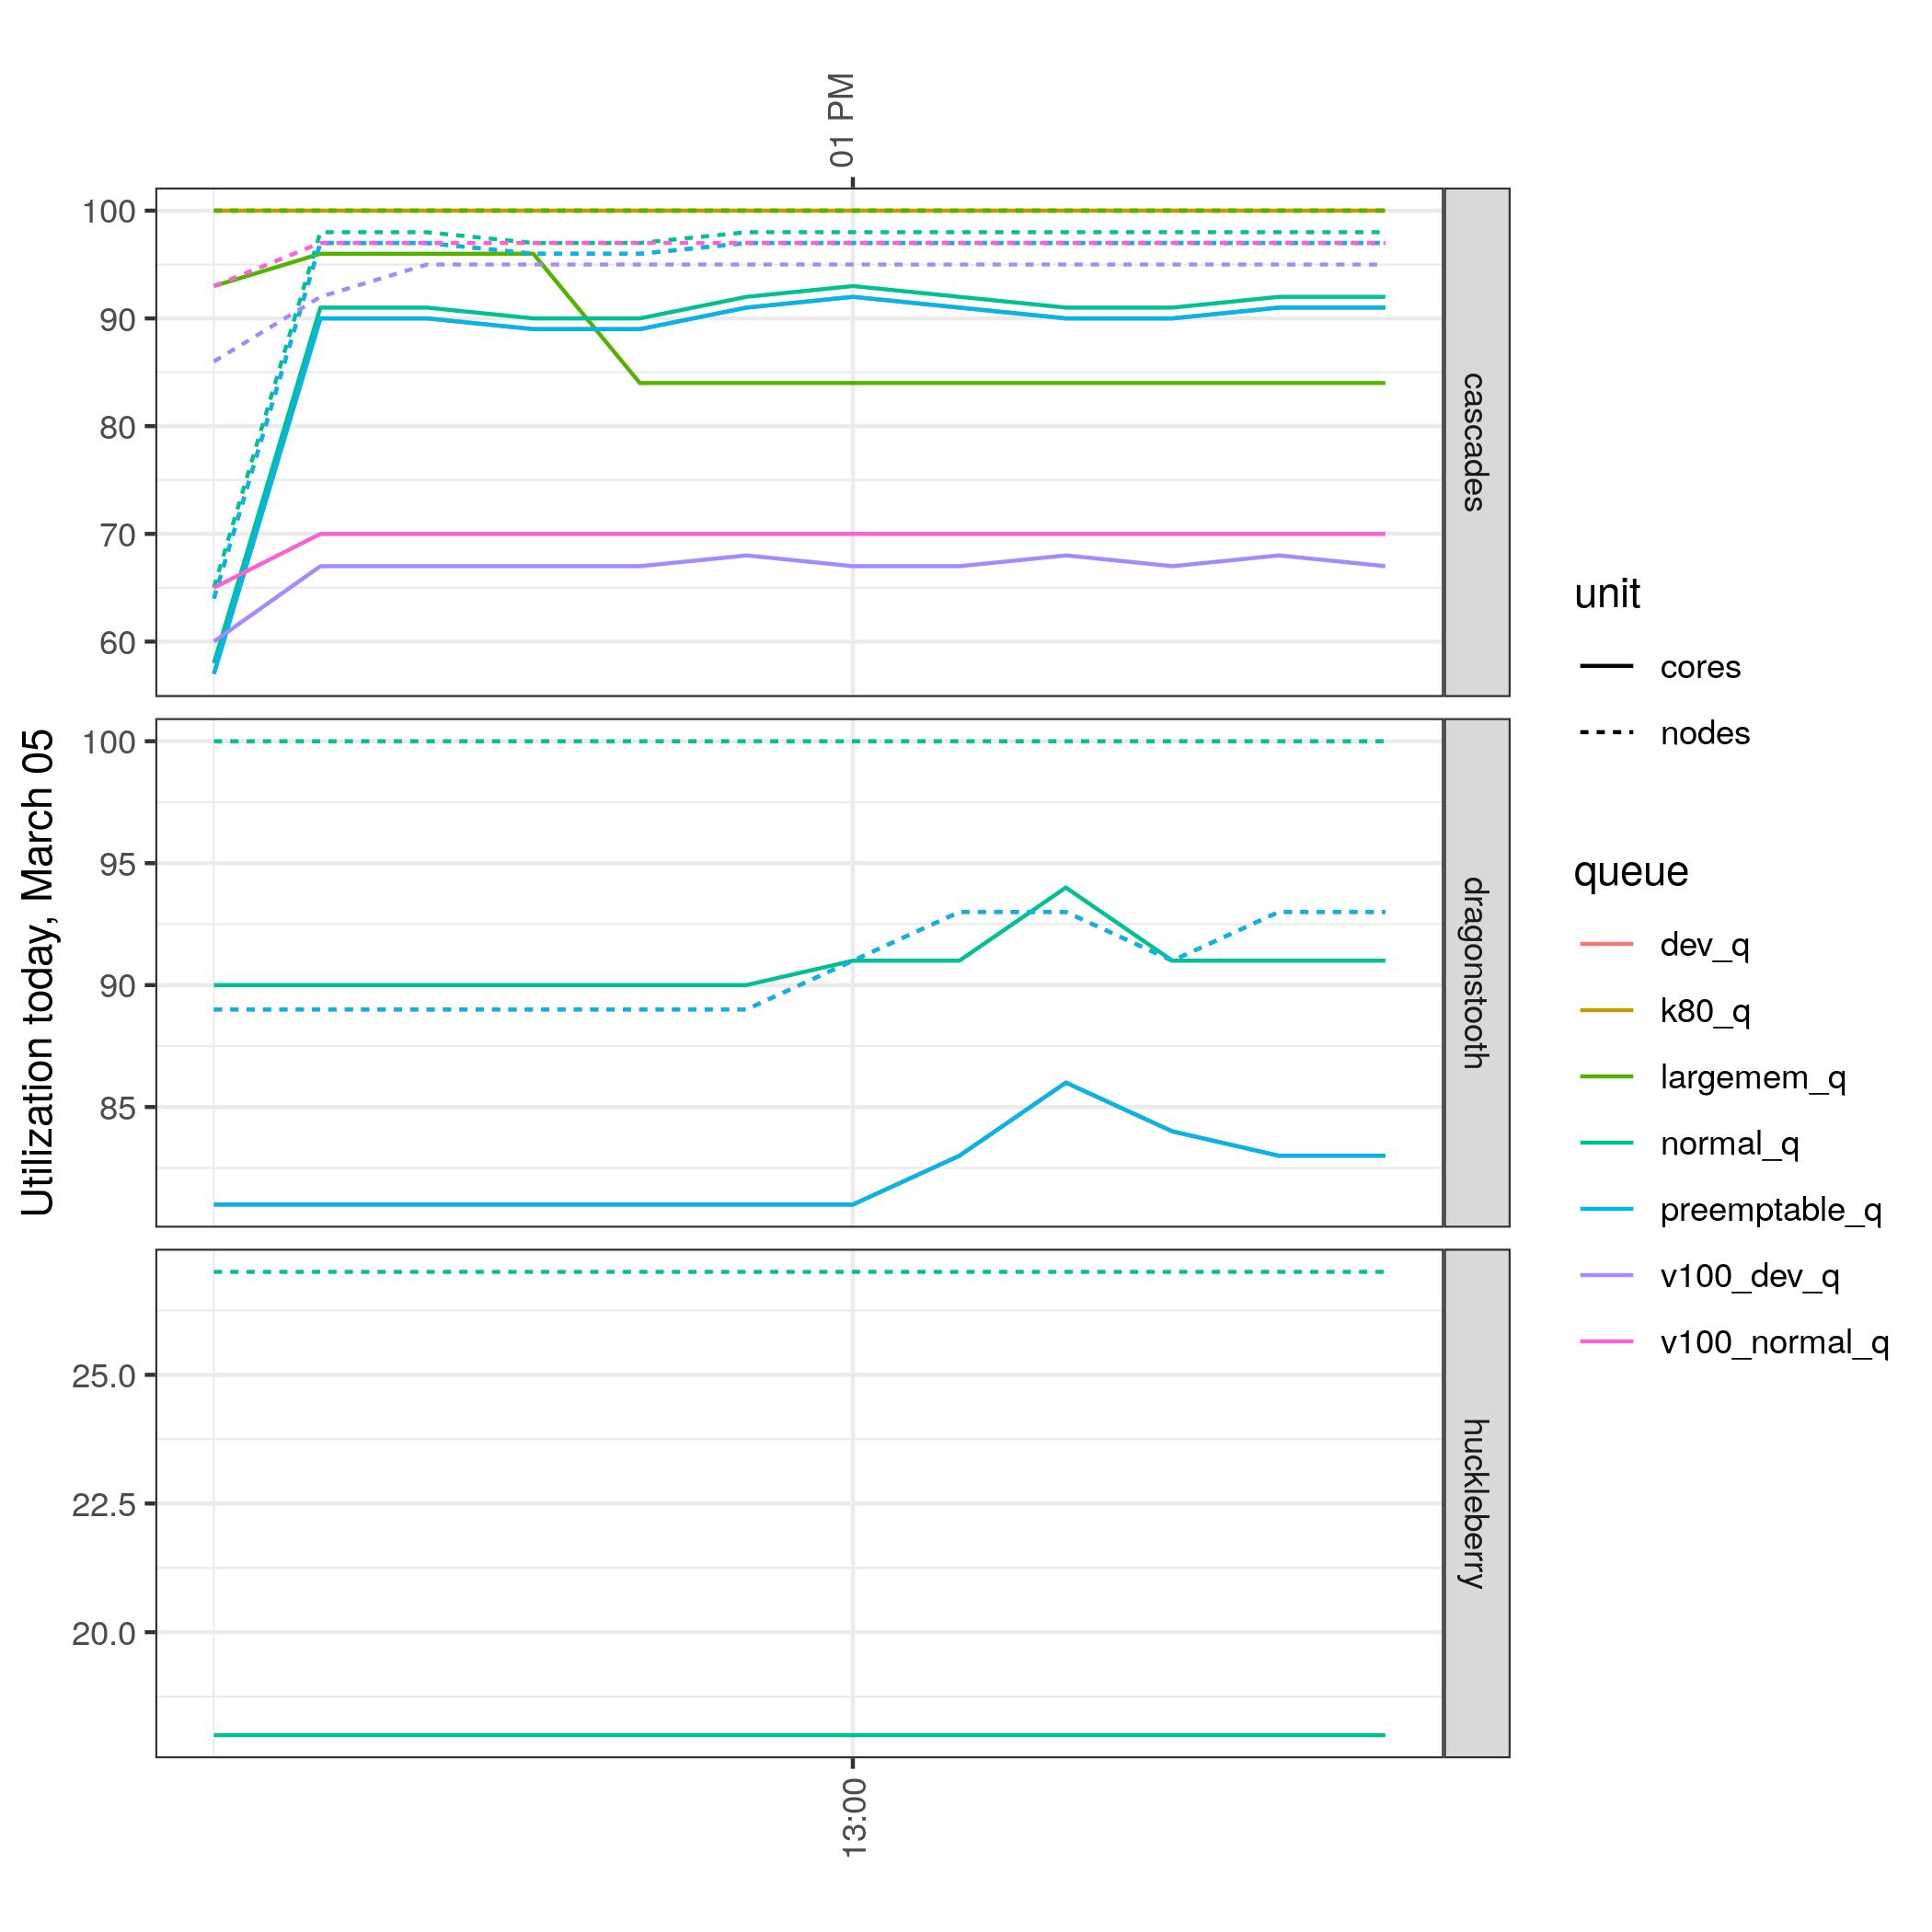 01 PM
Utilization today, March 05
100
90
80
70
60
cascades
100
95
90
85
dragonstooth
25.0
22.5
20.0
huckleberry
13:00
unit
cores
nodes
queue
dev_q
k80_q
largemem_q
normal_q
preemptable_q
v100_dev_q
v100_normal_q